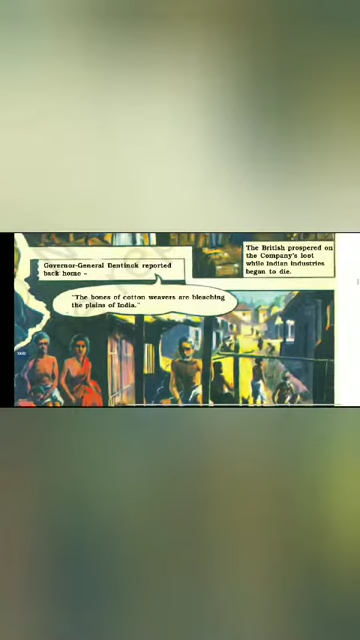 Governor-General Bentinck reported
back home –
The British prospered on
the Company's loot
while Indian industries
began to die.
"The bones of cotton weavers are bleaching
the plains of India."